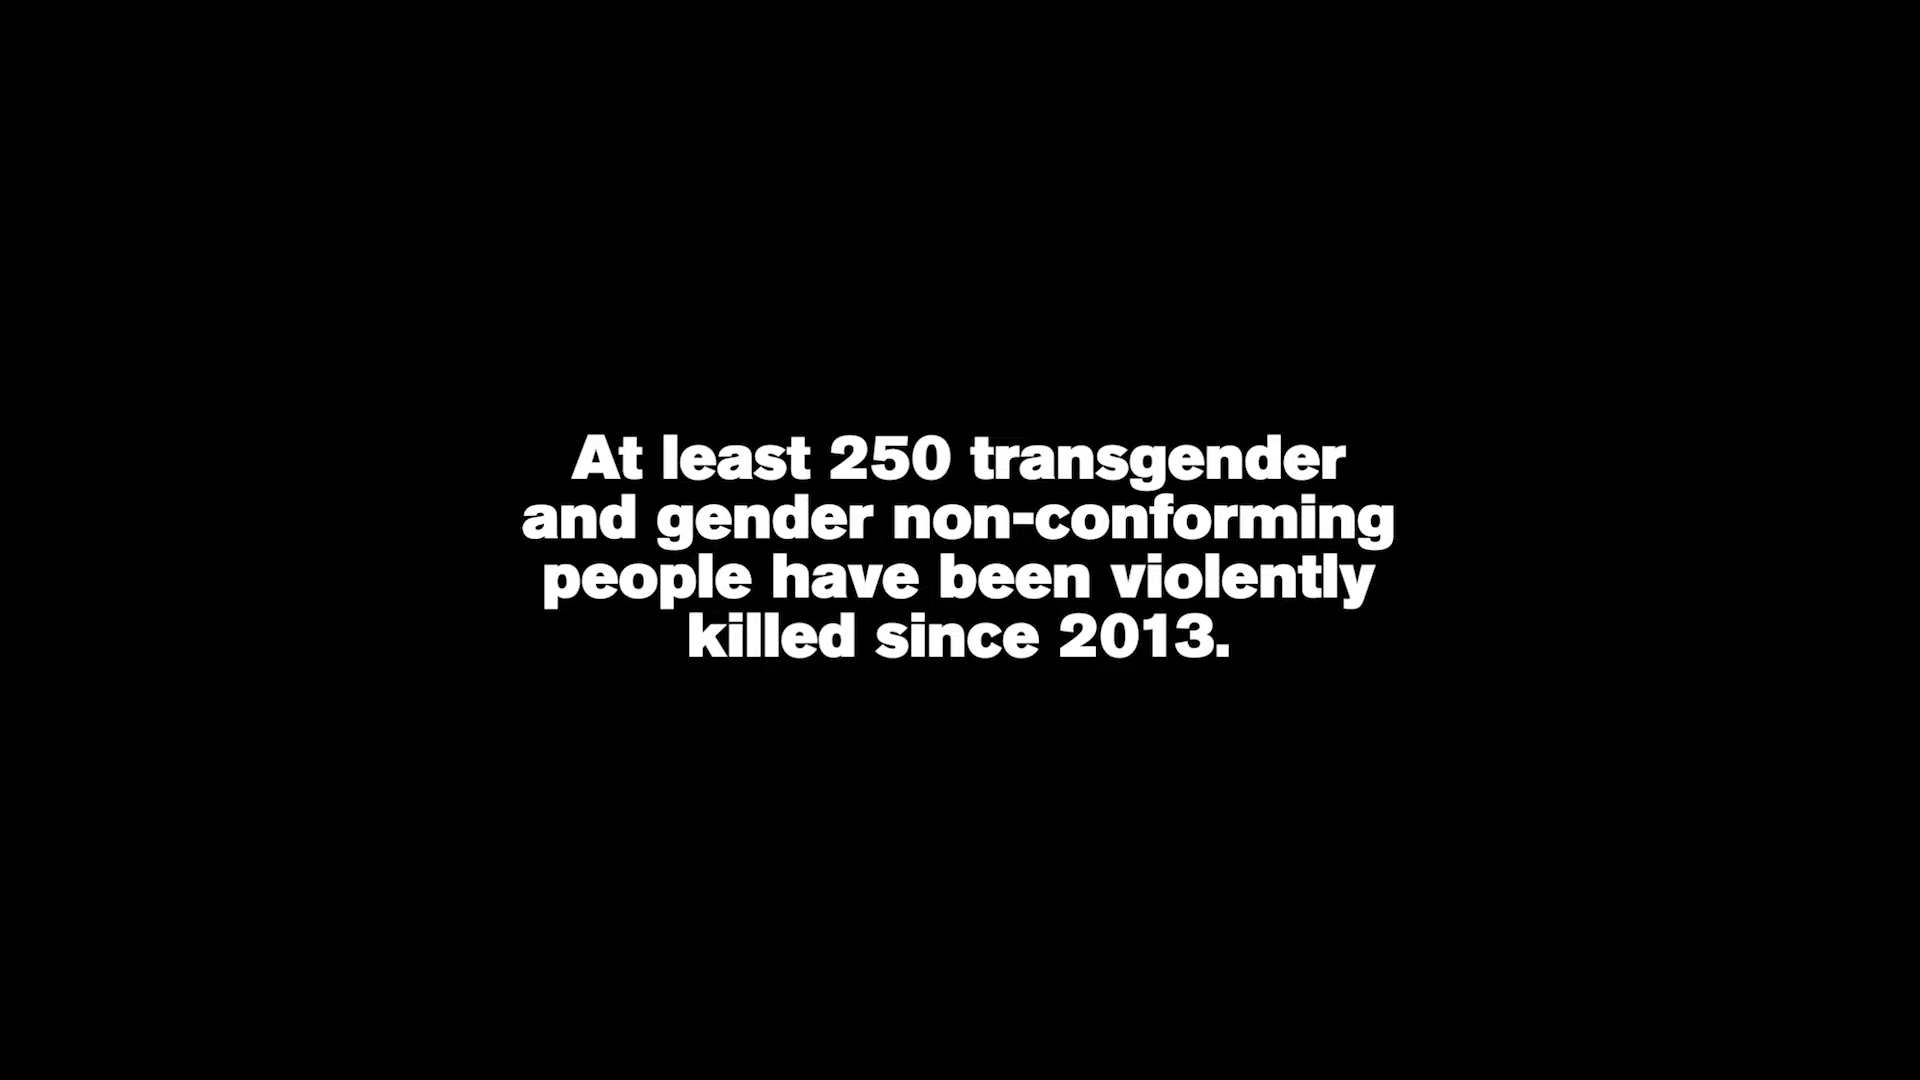 At least 250 transgender
and gender non-conforming
people have been violently
killed since 2013.